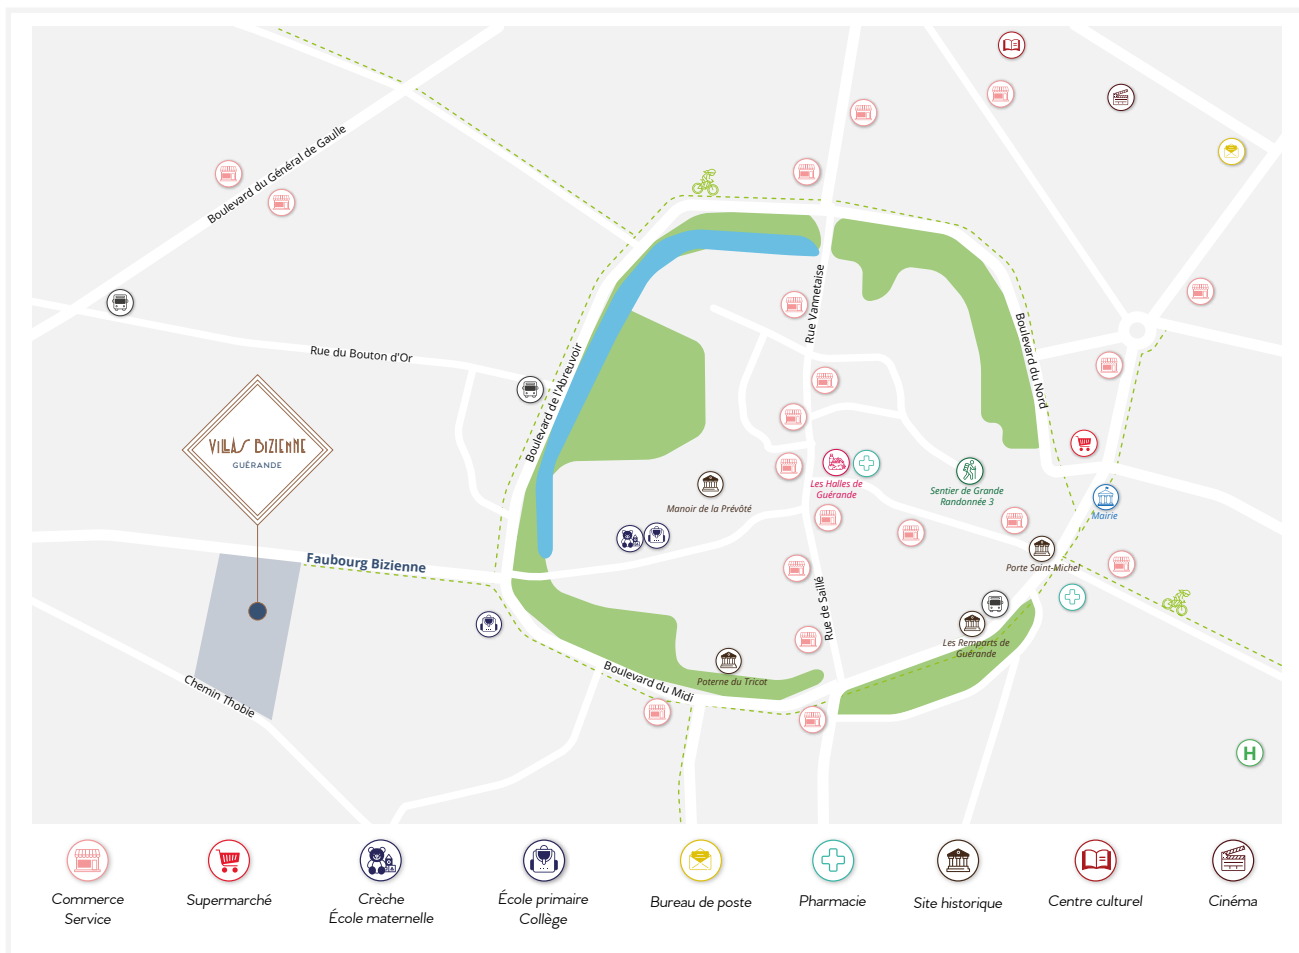 Boulevard du Général de Gaulle
Rue du Bouton d'Or
Boulevard de l'Abreuvoir
Rue Vannetaise
Boulevard du Nord
VILLAS BIZIENNE
GUÉRANDE
Manoir de la Prévôté
Les Halles de
Guérande
Sentier de Grande
Randonnée 3
Mairie
Faubourg Bizienne
Porte Saint-Michel
Rue de Saillé
Les Remparts de
Guérande
Poterne du Tricot
Boulevard du Midi
Chemin Thobie
H
Commerce
Service
Supermarché
Crèche
École maternelle
École primaire
Collège
Bureau de poste
Pharmacie
Site historique
Centre culturel
Cinéma